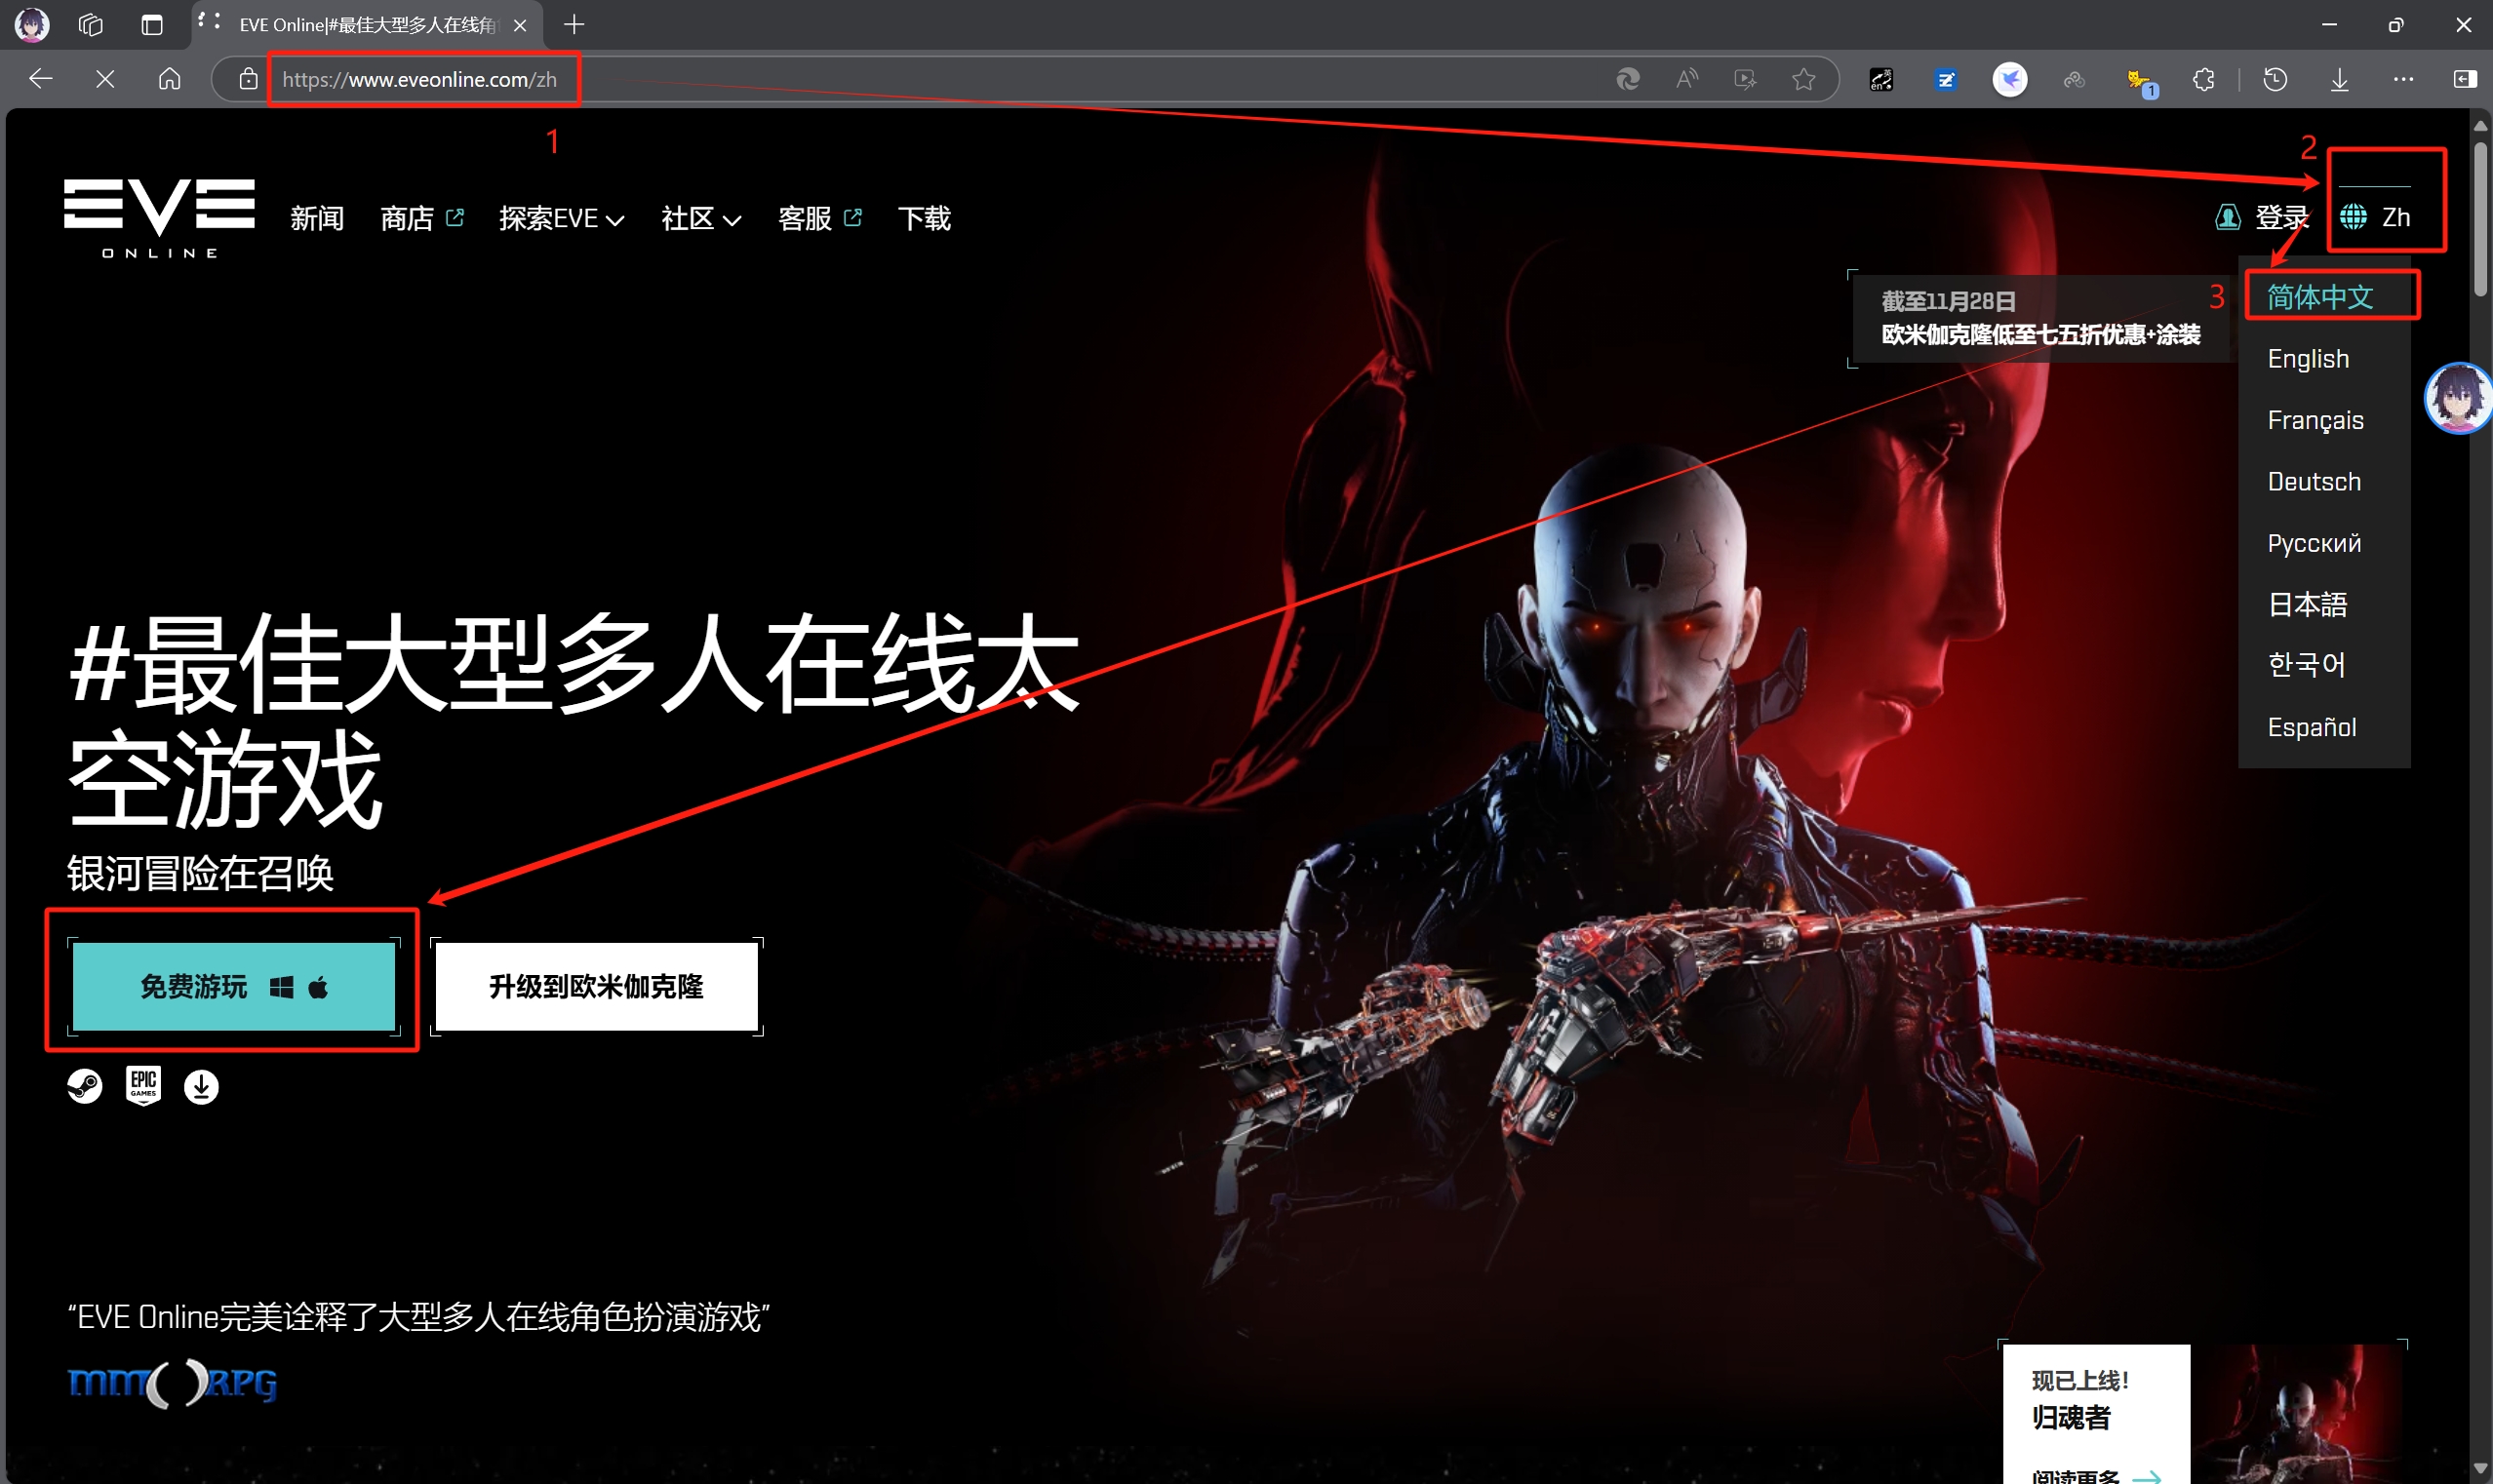 EVE Online|#最佳大型多人在线角
https://www.eveonline.com/zh
en 英
1
1
2
EVE
ONLINE
新闻 商店 探索EVE 社区 客服 下载
登录 Zh
截至11月28日
欧米伽克隆低至七五折优惠+涂装
3
简体中文
English
Français
Deutsch
Русский
日本語
한국어
Español
#最佳大型多人在线太
空游戏
银河冒险在召唤
免费游玩
升级到欧米伽克隆
EPIC
GAMES
“EVE Online完美诠释了大型多人在线角色扮演游戏”
mm()RPG
现已上线！
归魂者
阅读更多